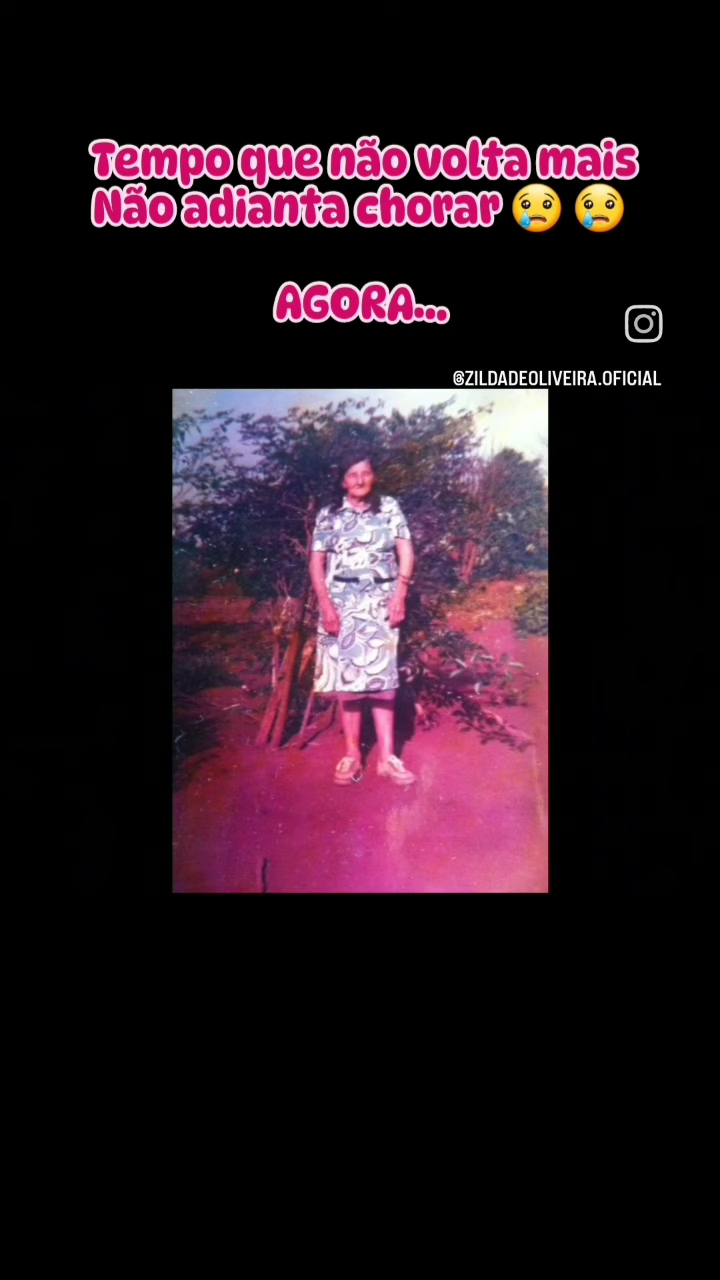 Tempo que não volta mais
Não adianta chorar 😢 😢
AGORA...
@ZILDADEOLIVEIRA.OFICIAL